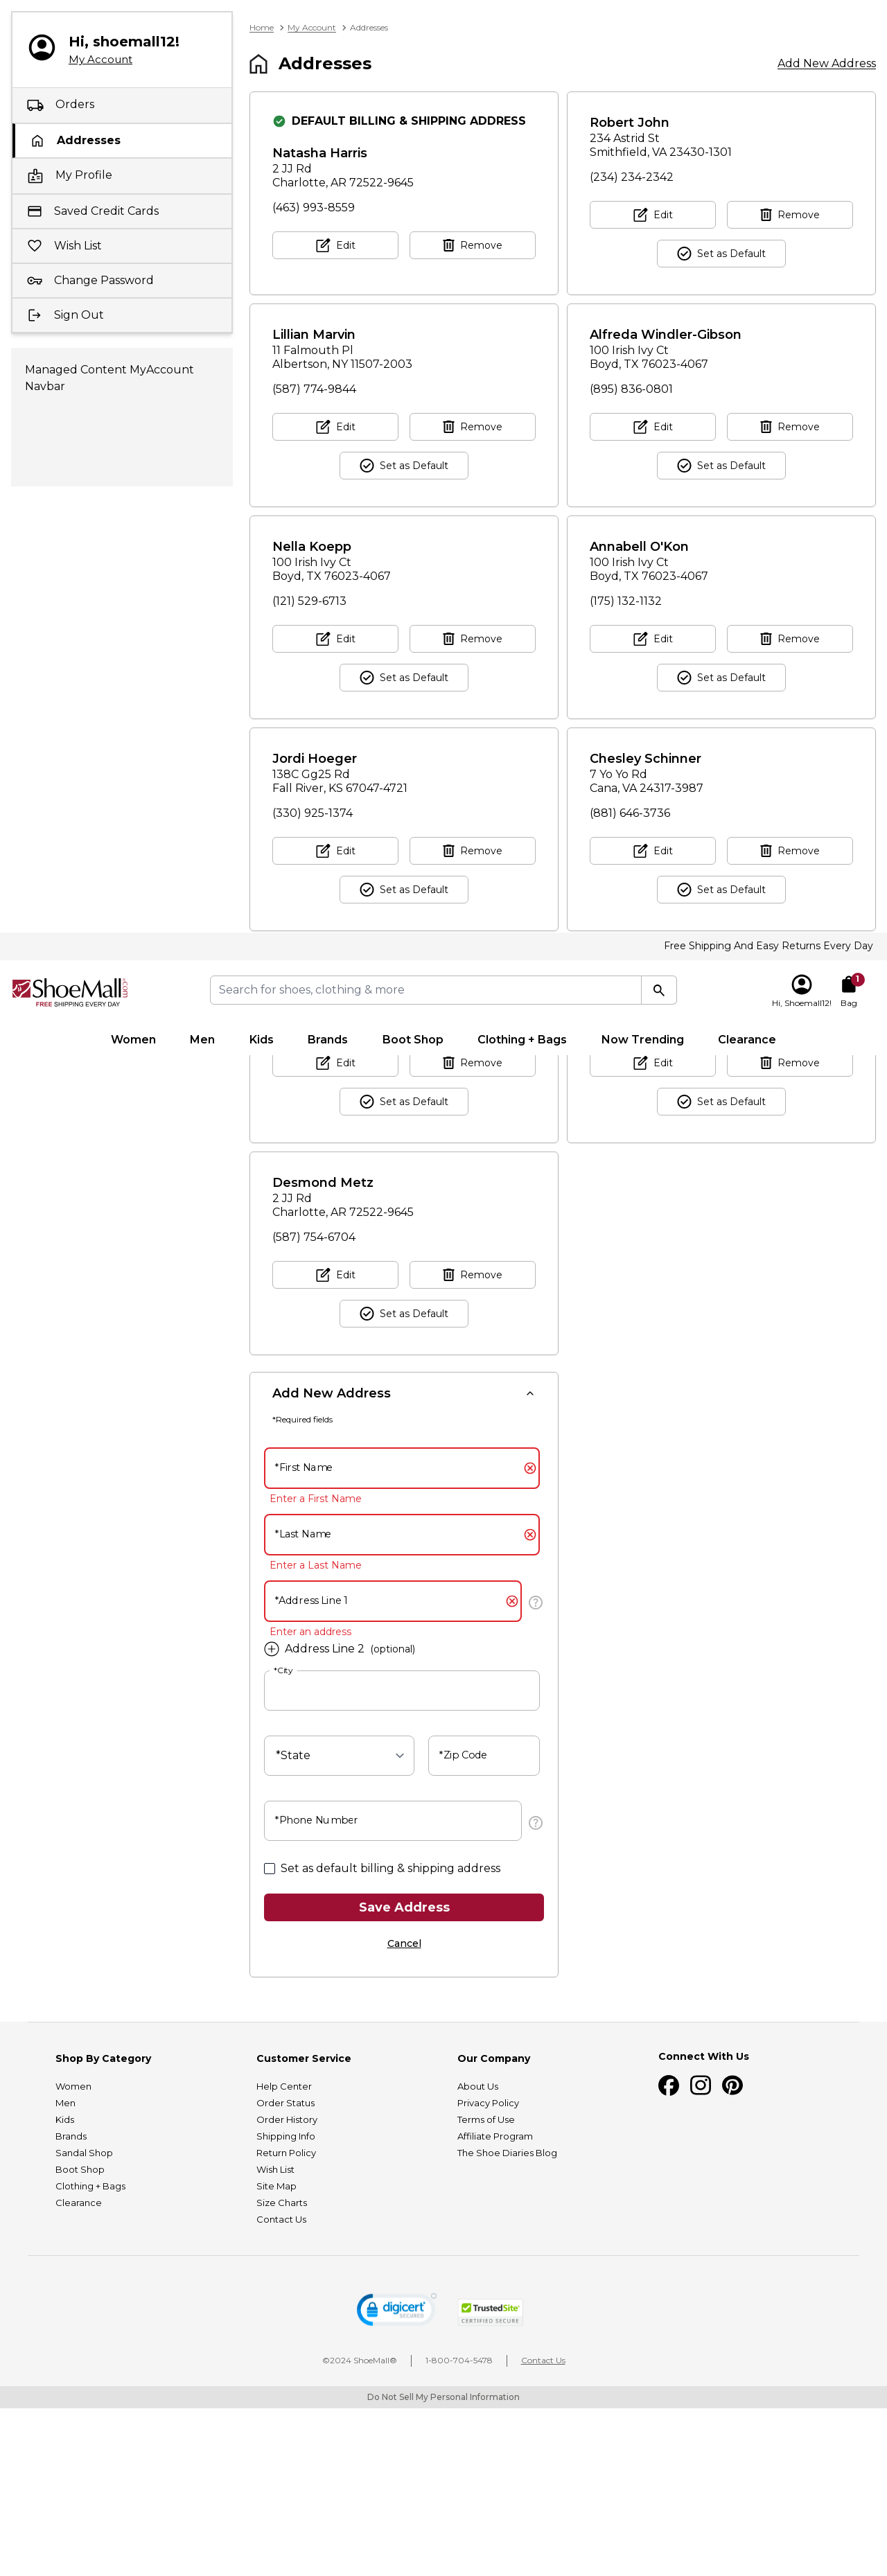 Hi, shoemall12!
My Account
Orders
Addresses
My Profile
Saved Credit Cards
Wish List
Change Password
Sign Out
Managed Content MyAccount
Navbar
Home > My Account > Addresses
Addresses
Add New Address
DEFAULT BILLING & SHIPPING ADDRESS
Natasha Harris
2 JJ Rd
Charlotte, AR 72522-9645
(463) 993-8559
Edit
Remove
Robert John
234 Astrid St
Smithfield, VA 23430-1301
(234) 234-2342
Edit
Remove
Set as Default
Lillian Marvin
11 Falmouth Pl
Albertson, NY 11507-2003
(587) 774-9844
Edit
Remove
Set as Default
Alfreda Windler-Gibson
100 Irish Ivy Ct
Boyd, TX 76023-4067
(895) 836-0801
Edit
Remove
Set as Default
Nella Koepp
100 Irish Ivy Ct
Boyd, TX 76023-4067
(121) 529-6713
Edit
Remove
Set as Default
Annabell O'Kon
100 Irish Ivy Ct
Boyd, TX 76023-4067
(175) 132-1132
Edit
Remove
Set as Default
Jordi Hoeger
138C Gg25 Rd
Fall River, KS 67047-4721
(330) 925-1374
Edit
Remove
Set as Default
Chesley Schinner
7 Yo Yo Rd
Cana, VA 24317-3987
(881) 646-3736
Edit
Remove
Set as Default
Free Shipping And Easy Returns Every Day
ShoeMall.com
FREE SHIPPING EVERY DAY
Search for shoes, clothing & more
Hi, Shoemall12!
1
Bag
Women
Men
Kids
Brands
Boot Shop
Clothing + Bags
Now Trending
Clearance
Edit
Remove
Set as Default
Edit
Remove
Set as Default
Desmond Metz
2 JJ Rd
Charlotte, AR 72522-9645
(587) 754-6704
Edit
Remove
Set as Default
Add New Address
*Required fields
*First Name
Enter a First Name
*Last Name
Enter a Last Name
*Address Line 1
Enter an address
Address Line 2 (optional)
*City
*State
*Zip Code
*Phone Number
Set as default billing & shipping address
Save Address
Cancel
Shop By Category
Women
Men
Kids
Brands
Sandal Shop
Boot Shop
Clothing + Bags
Clearance
Customer Service
Help Center
Order Status
Order History
Shipping Info
Return Policy
Wish List
Site Map
Size Charts
Contact Us
Our Company
About Us
Privacy Policy
Terms of Use
Affiliate Program
The Shoe Diaries Blog
Connect With Us
digicert
SECURED
TrustedSite
CERTIFIED SECURE
©2024 ShoeMall®
1-800-704-5478
Contact Us
Do Not Sell My Personal Information